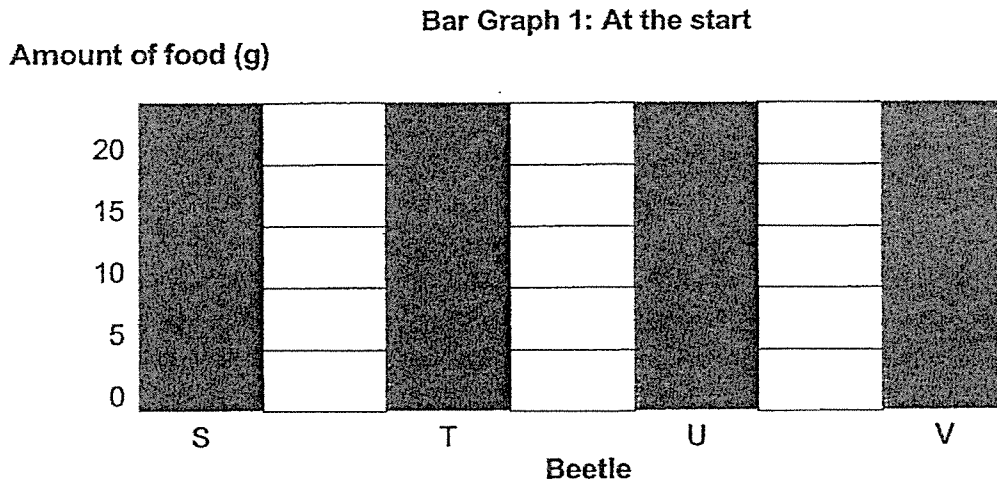 Bar Graph 1: At the start
Amount of food (g)
20
15
10
5
0
S T U V
Beetle